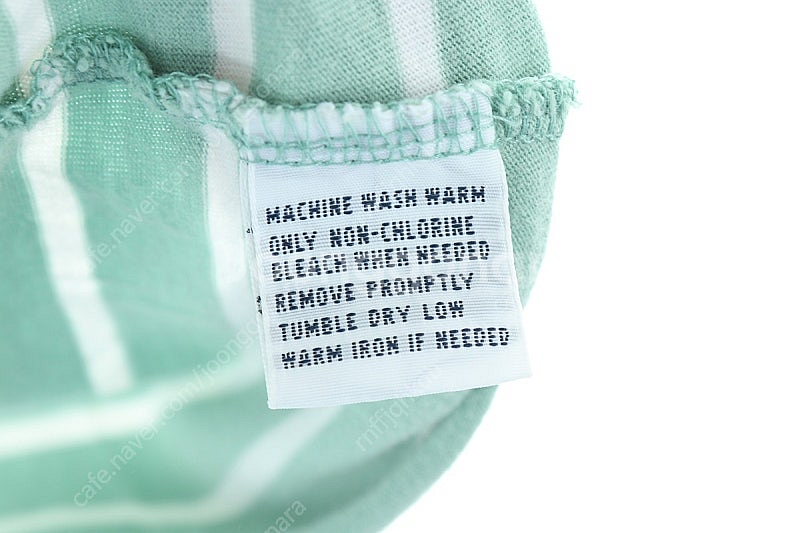 MACHINE WASH WARM
ONLY NON-CHLORINE
BLEACH WHEN NEEDED
REMOVE PROMPTLY
TUMBLE DRY LOW
WARM IRON IF NEEDED